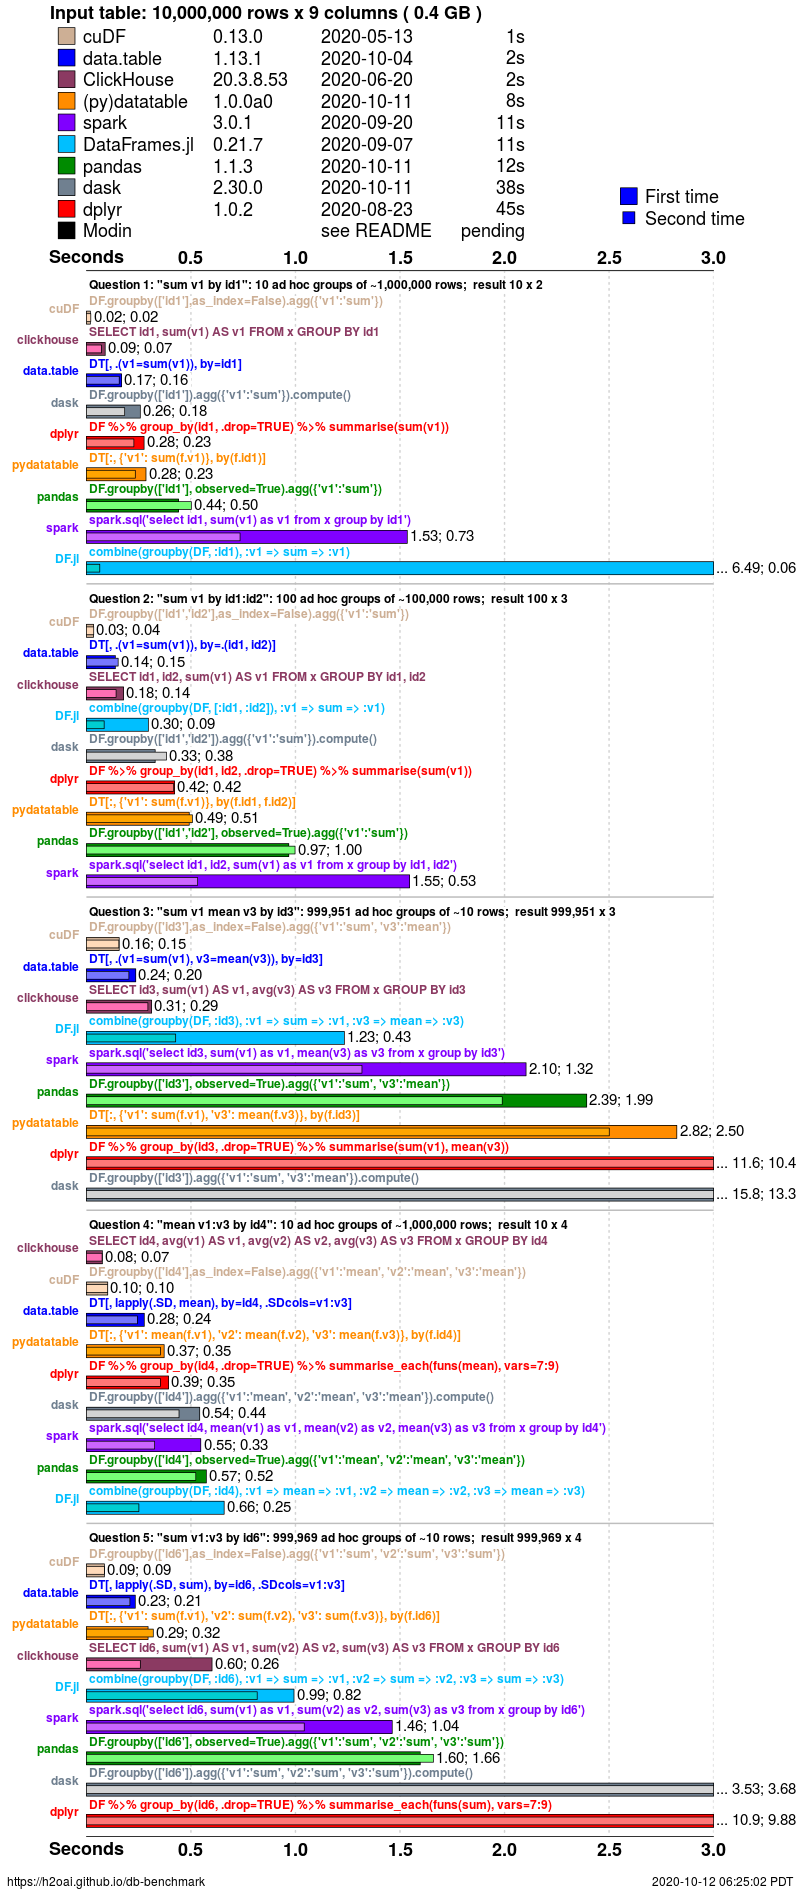 Input table: 10,000,000 rows x 9 columns ( 0.4 GB )
cuDF 0.13.0 2020-05-13 1s
data.table 1.13.1 2020-10-04 2s
ClickHouse 20.3.8.53 2020-06-20 2s
(py)datatable 1.0.0a0 2020-10-11 8s
spark 3.0.1 2020-09-20 11s
DataFrames.jl 0.21.7 2020-09-07 11s
pandas 1.1.3 2020-10-11 12s
dask 2.30.0 2020-10-11 38s
dplyr 1.0.2 2020-08-23 45s
Modin see README pending
First time
Second time
Seconds 0.5 1.0 1.5 2.0 2.5 3.0
Question 1: "sum v1 by id1": 10 ad hoc groups of ~1,000,000 rows; result 10 x 2
DF.groupby(['id1'],as_index=False).agg({'v1':'sum'})
cuDF 0.02; 0.02
SELECT id1, sum(v1) AS v1 FROM x GROUP BY id1
clickhouse 0.09; 0.07
DT[, .(v1=sum(v1)), by=id1]
data.table 0.17; 0.16
DF.groupby(['id1']).agg({'v1':'sum'}).compute()
dask 0.26; 0.18
DF %>% group_by(id1, .drop=TRUE) %>% summarise(sum(v1))
dplyr 0.28; 0.23
DT[:, {'v1': sum(f.v1)}, by(f.id1)]
pydatatable 0.28; 0.23
DF.groupby(['id1'], observed=True).agg({'v1':'sum'})
pandas 0.44; 0.50
spark.sql('select id1, sum(v1) as v1 from x group by id1')
spark 1.53; 0.73
combine(groupby(DF, :id1), :v1 => sum => :v1)
DF.jl ... 6.49; 0.06
Question 2: "sum v1 by id1:id2": 100 ad hoc groups of ~100,000 rows; result 100 x 3
DF.groupby(['id1','id2'],as_index=False).agg({'v1':'sum'})
cuDF 0.03; 0.04
DT[, .(v1=sum(v1)), by=.(id1, id2)]
data.table 0.14; 0.15
SELECT id1, id2, sum(v1) AS v1 FROM x GROUP BY id1, id2
clickhouse 0.18; 0.14
combine(groupby(DF, [:id1, :id2]), :v1 => sum => :v1)
DF.jl 0.30; 0.09
DF.groupby(['id1','id2']).agg({'v1':'sum'}).compute()
dask 0.33; 0.38
DF %>% group_by(id1, id2, .drop=TRUE) %>% summarise(sum(v1))
dplyr 0.42; 0.42
DT[:, {'v1': sum(f.v1)}, by(f.id1, f.id2)]
pydatatable 0.49; 0.51
DF.groupby(['id1','id2'], observed=True).agg({'v1':'sum'})
pandas 0.97; 1.00
spark.sql('select id1, id2, sum(v1) as v1 from x group by id1, id2')
spark 1.55; 0.53
Question 3: "sum v1 mean v3 by id3": 999,951 ad hoc groups of ~10 rows; result 999,951 x 3
DF.groupby(['id3'],as_index=False).agg({'v1':'sum', 'v3':'mean'})
cuDF 0.16; 0.15
DT[, .(v1=sum(v1), v3=mean(v3)), by=id3]
data.table 0.24; 0.20
SELECT id3, sum(v1) AS v1, avg(v3) AS v3 FROM x GROUP BY id3
clickhouse 0.31; 0.29
combine(groupby(DF, :id3), :v1 => sum => :v1, :v3 => mean => :v3)
DF.jl 1.23; 0.43
spark.sql('select id3, sum(v1) as v1, mean(v3) as v3 from x group by id3')
spark 2.10; 1.32
DF.groupby(['id3'], observed=True).agg({'v1':'sum', 'v3':'mean'})
pandas 2.39; 1.99
DT[:, {'v1': sum(f.v1), 'v3': mean(f.v3)}, by(f.id3)]
pydatatable 2.82; 2.50
DF %>% group_by(id3, .drop=TRUE) %>% summarise(sum(v1), mean(v3))
dplyr ... 11.6; 10.4
DF.groupby(['id3']).agg({'v1':'sum', 'v3':'mean'}).compute()
dask ... 15.8; 13.3
Question 4: "mean v1:v3 by id4": 10 ad hoc groups of ~1,000,000 rows; result 10 x 4
SELECT id4, avg(v1) AS v1, avg(v2) AS v2, avg(v3) AS v3 FROM x GROUP BY id4
clickhouse 0.08; 0.07
DF.groupby(['id4'],as_index=False).agg({'v1':'mean', 'v2':'mean', 'v3':'mean'})
cuDF 0.10; 0.10
DT[, lapply(.SD, mean), by=id4, .SDcols=v1:v3]
data.table 0.28; 0.24
DT[:, {'v1': mean(f.v1), 'v2': mean(f.v2), 'v3': mean(f.v3)}, by(f.id4)]
pydatatable 0.37; 0.35
DF %>% group_by(id4, .drop=TRUE) %>% summarise_each(funs(mean), vars=7:9)
dplyr 0.39; 0.35
DF.groupby(['id4']).agg({'v1':'mean', 'v2':'mean', 'v3':'mean'}).compute()
dask 0.54; 0.44
spark.sql('select id4, mean(v1) as v1, mean(v2) as v2, mean(v3) as v3 from x group by id4')
spark 0.55; 0.33
DF.groupby(['id4'], observed=True).agg({'v1':'mean', 'v2':'mean', 'v3':'mean'})
pandas 0.57; 0.52
combine(groupby(DF, :id4), :v1 => mean => :v1, :v2 => mean => :v2, :v3 => mean => :v3)
DF.jl 0.66; 0.25
Question 5: "sum v1:v3 by id6": 999,969 ad hoc groups of ~10 rows; result 999,969 x 4
DF.groupby(['id6'],as_index=False).agg({'v1':'sum', 'v2':'sum', 'v3':'sum'})
cuDF 0.09; 0.09
DT[, lapply(.SD, sum), by=id6, .SDcols=v1:v3]
data.table 0.23; 0.21
DT[:, {'v1': sum(f.v1), 'v2': sum(f.v2), 'v3': sum(f.v3)}, by(f.id6)]
pydatatable 0.29; 0.32
SELECT id6, sum(v1) AS v1, sum(v2) AS v2, sum(v3) AS v3 FROM x GROUP BY id6
clickhouse 0.60; 0.26
combine(groupby(DF, :id6), :v1 => sum => :v1, :v2 => sum => :v2, :v3 => sum => :v3)
DF.jl 0.99; 0.82
spark.sql('select id6, sum(v1) as v1, sum(v2) as v2, sum(v3) as v3 from x group by id6')
spark 1.46; 1.04
DF.groupby(['id6'], observed=True).agg({'v1':'sum', 'v2':'sum', 'v3':'sum'})
pandas 1.60; 1.66
DF.groupby(['id6']).agg({'v1':'sum', 'v2':'sum', 'v3':'sum'}).compute()
dask ... 3.53; 3.68
DF %>% group_by(id6, .drop=TRUE) %>% summarise_each(funs(sum), vars=7:9)
dplyr ... 10.9; 9.88
Seconds 0.5 1.0 1.5 2.0 2.5 3.0
https://h2oai.github.io/db-benchmark 2020-10-12 06:25:02 PDT